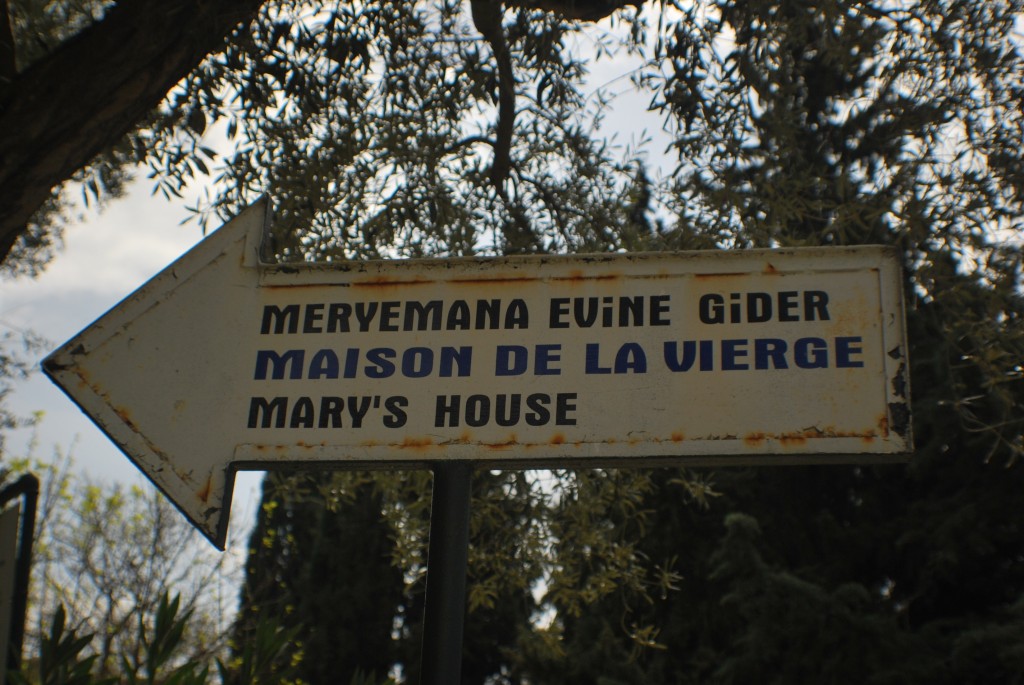 MERYEMANA EViNE GiDER
MAISON DE LA VIERGE
MARY'S HOUSE